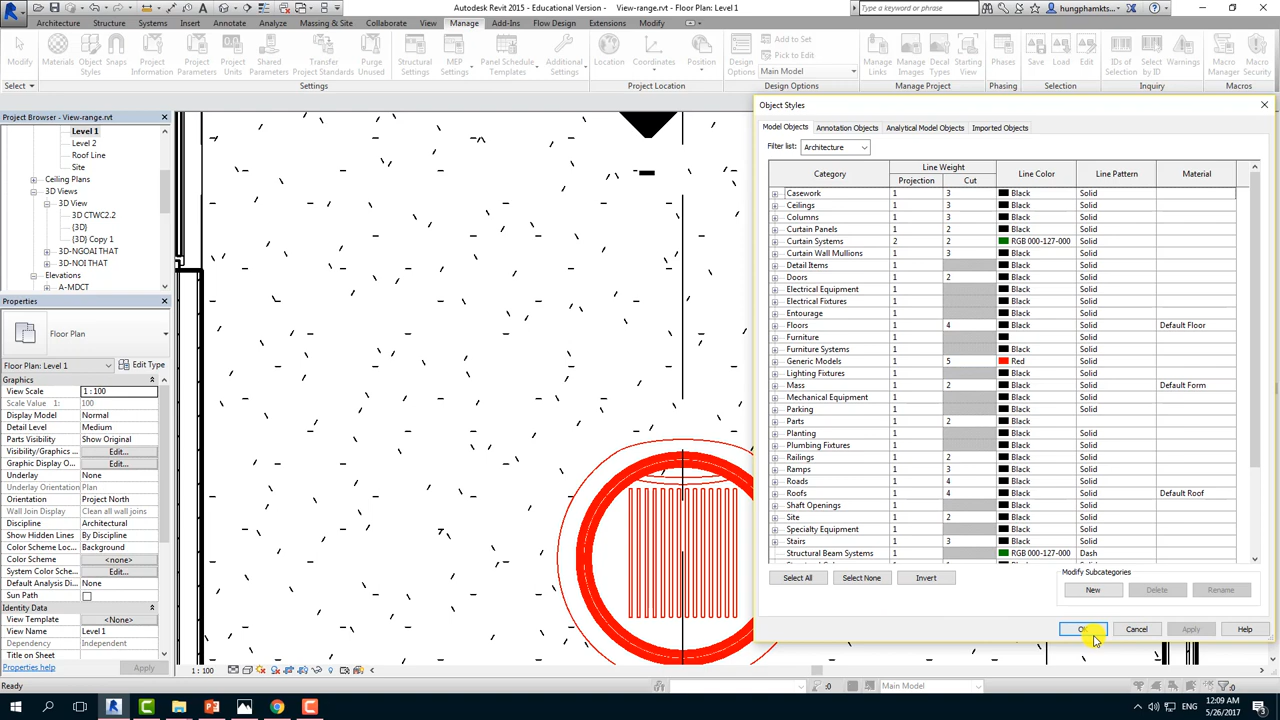 Autodesk Revit 2015 - Educational Version - View-range.rvt - Floor Plan: Level 1
Type a keyword or phrase
hungphamkts...
Architecture Structure Systems Insert Annotate Analyze Massing & Site Collaborate View Manage Add-Ins Extensions Flow Design Modify
Modify
Snaps
Project Information
Project Parameters
Project Units
Shared Parameters
Transfer Project Standards
Purge Unused
Structural Settings
MEP Settings
Panel Schedule Templates
Additional Settings
Location
Coordinates
Position
Design Options
Add to Set
Pick to Edit
Main Model
Manage Links
Manage Images
Decal Types
Starting View
Phases
Save
Load
Edit
IDs of Selection
Select by ID
Warnings
Macro Manager
Macro Security
Select
Settings
Project Location
Design Options
Manage Project
Phasing
Selection
Inquiry
Macros
Project Browser - View-range.rvt
Level 1
Level 2
Roof Line
Site
Ceiling Plans
3D Views
3D View
3D CTWC2.2
{3D}
{3D} Copy 1
3D-NGOAI THAT
3D-NOI THAT
Elevations
A-MDCT
Properties
Floor Plan
Floor Plan: Level 1
Edit Type
Graphics
View Scale 1 : 100
Scale Value 1: 100
Display Model Normal
Detail Level Medium
Parts Visibility Show Original
Visibility/Graphics Edit...
Graphic Display O... Edit...
Underlay None
Underlay Orientation Plan
Orientation Project North
Wall Join Display Clean all wall joins
Discipline Architectural
Show Hidden Lines By Discipline
Color Scheme Loc... Background
Color Scheme <none>
System Color Sche... Edit...
Default Analysis Di... None
Sun Path
Identity Data
View Template <None>
View Name Level 1
Dependency Independent
Title on Sheet
Properties help
Apply
1 : 100
Object Styles
Model Objects Annotation Objects Analytical Model Objects Imported Objects
Filter list: Architecture
Category Line Weight Line Color Line Pattern Material
Projection Cut
Casework 1 3 Black Solid
Ceilings 1 3 Black Solid
Columns 1 3 Black Solid
Curtain Panels 1 2 Black Solid
Curtain Systems 2 2 RGB 000-127-000 Solid
Curtain Wall Mullions 1 3 Black Solid
Detail Items 1 Black Solid
Doors 1 2 Black Solid
Electrical Equipment 1 Black Solid
Electrical Fixtures 1 Black Solid
Entourage 1 Black Solid
Floors 1 4 Black Solid Default Floor
Furniture 1 Solid
Furniture Systems 1 Black Solid
Generic Models 1 5 Red Solid
Lighting Fixtures 1 Black Solid
Mass 1 2 Black Solid Default Form
Mechanical Equipment 1 Black Solid
Parking 1 Black Solid
Parts 1 2 Black
Planting 1 Black Solid
Plumbing Fixtures 1 Black Solid
Railings 1 2 Black Solid
Ramps 1 3 Black Solid
Roads 1 4 Black Solid
Roofs 1 4 Black Solid Default Roof
Shaft Openings 1 Black Solid
Site 1 2 Black Solid
Specialty Equipment 1 Black Solid
Stairs 1 3 Black Solid
Structural Beam Systems 1 RGB 000-127-000 Dash
Select All Select None Invert
Modify Subcategories
New Delete Rename
Cancel Apply Help
Ready
:0
Main Model
:0
ENG
12:09 AM
5/26/2017